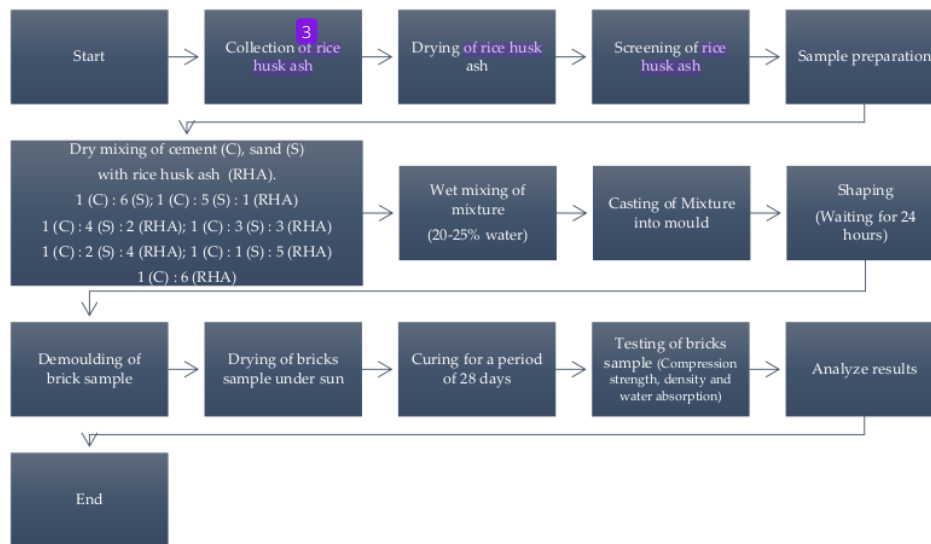 Start
3
Collection of rice
husk ash
Drying of rice husk
ash
Screening of rice
husk ash
Sample preparation
Dry mixing of cement (C), sand (S)
with rice husk ash (RHA).
1 (C) : 6 (S); 1 (C) : 5 (S) : 1 (RHA)
1 (C) : 4 (S) : 2 (RHA); 1 (C) : 3 (S) : 3 (RHA)
1 (C) : 2 (S) : 4 (RHA); 1 (C) : 1 (S) : 5 (RHA)
1 (C) : 6 (RHA)
Wet mixing of
mixture
(20-25% water)
Casting of Mixture
into mould
Shaping
(Waiting for 24
hours)
Demoulding of
brick sample
Drying of bricks
sample under sun
Curing for a period
of 28 days
Testing of bricks
sample (Compression
strength, density and
water absorption)
Analyze results
End